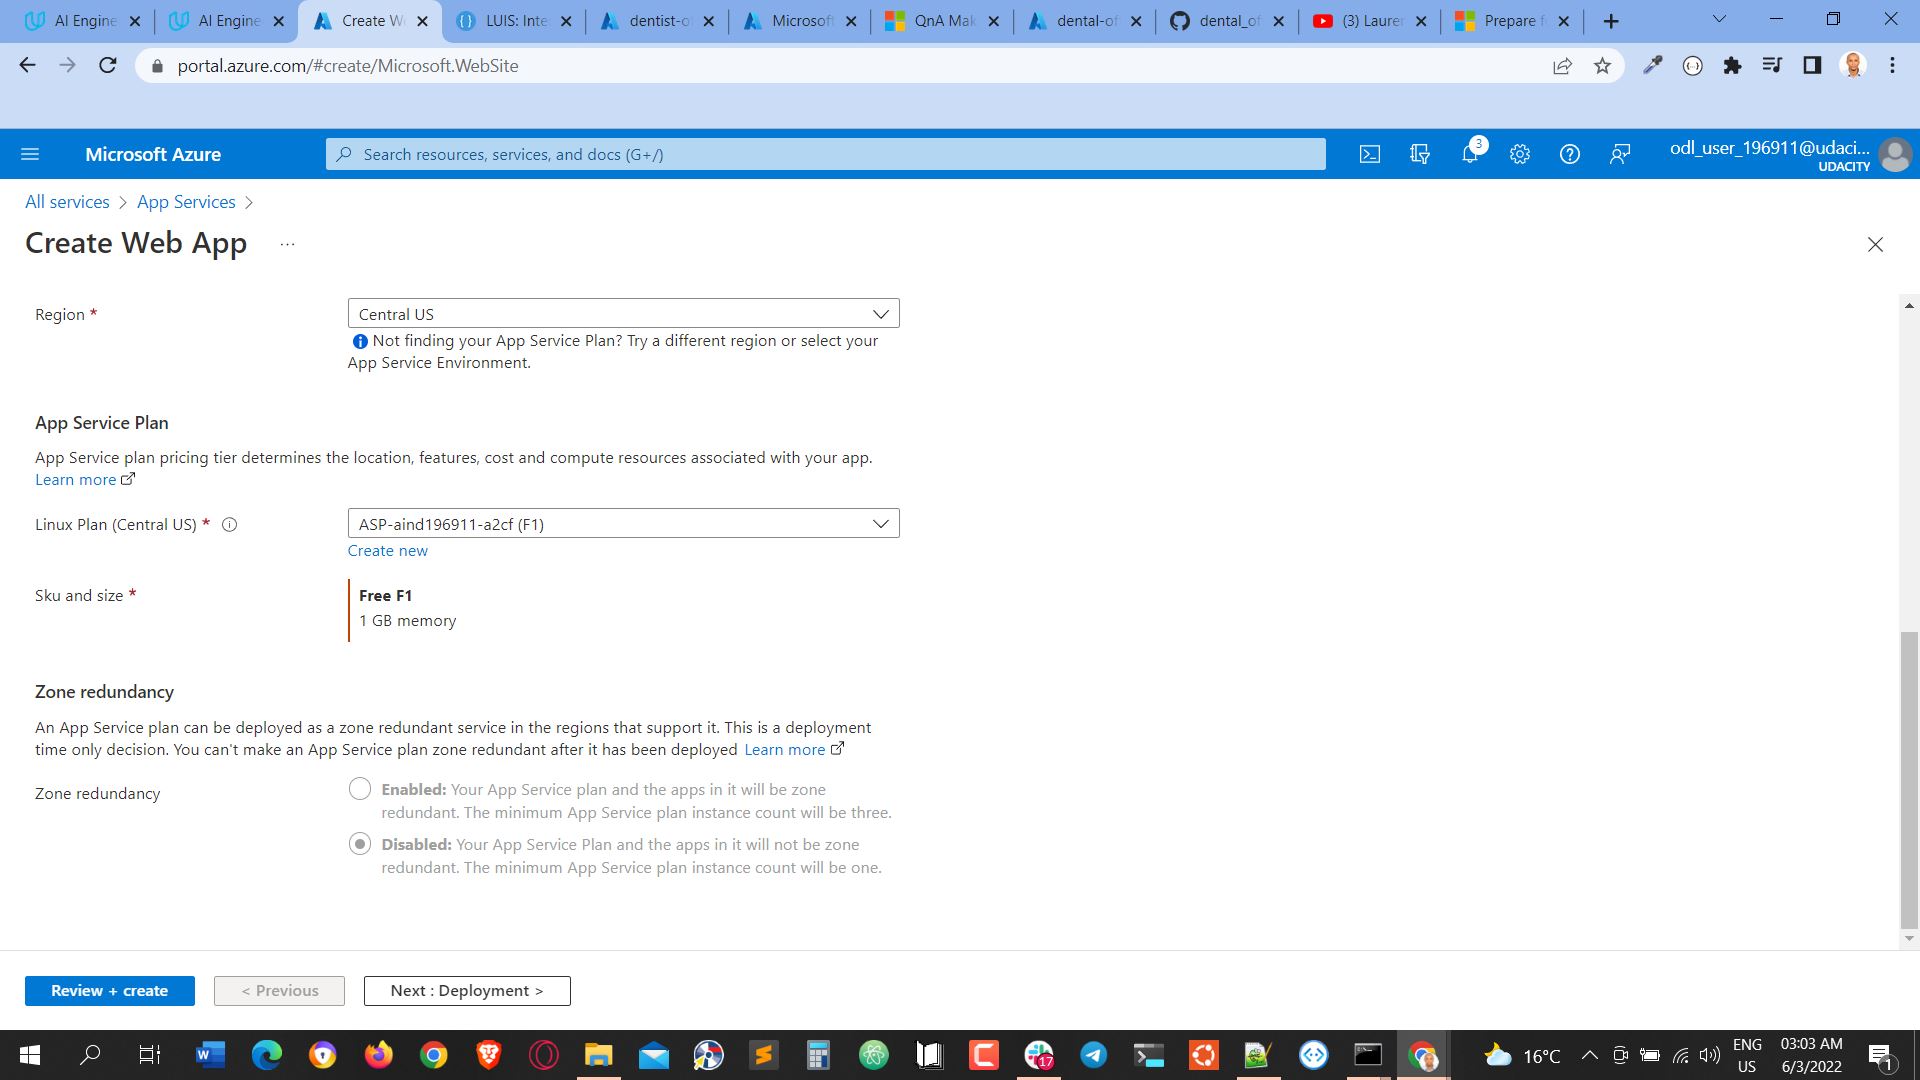 AI Engine
AI Engine
Create We
LUIS: Inte
dentist-o
Microsoft
QnA Mak
dental-of
dental_of
(3) Lauren
Prepare f
portal.azure.com/#create/Microsoft.WebSite
Microsoft Azure
Search resources, services, and docs (G+/)
3
odl_user_196911@udaci...
UDACITY
All services > App Services >
Create Web App ...
Region *
Central US
Not finding your App Service Plan? Try a different region or select your
App Service Environment.
App Service Plan
App Service plan pricing tier determines the location, features, cost and compute resources associated with your app.
Learn more
Linux Plan (Central US) *
ASP-aind196911-a2cf (F1)
Create new
Sku and size *
Free F1
1 GB memory
Zone redundancy
An App Service plan can be deployed as a zone redundant service in the regions that support it. This is a deployment
time only decision. You can't make an App Service plan zone redundant after it has been deployed Learn more
Zone redundancy
Enabled: Your App Service plan and the apps in it will be zone
redundant. The minimum App Service plan instance count will be three.
Disabled: Your App Service Plan and the apps in it will not be zone
redundant. The minimum App Service plan instance count will be one.
Review + create
< Previous
Next : Deployment >
17
16°C
ENG
US
03:03 AM
6/3/2022
1